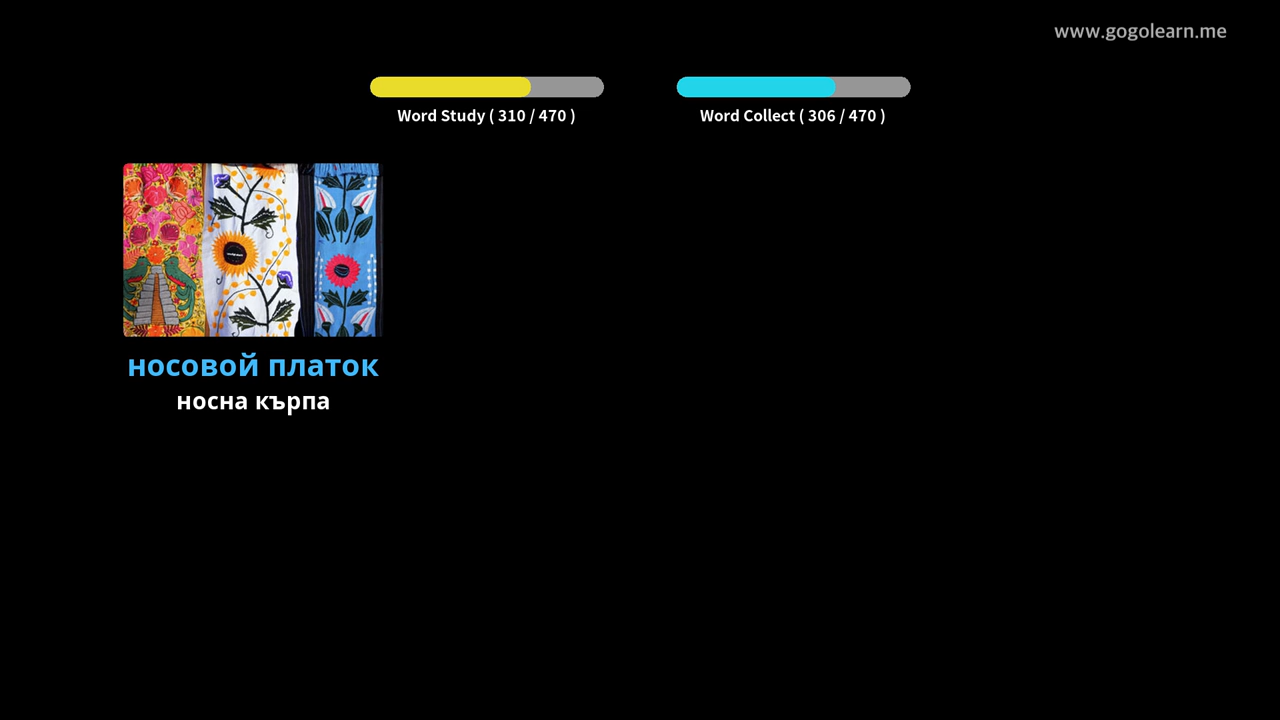 www.gogolearn.me
Word Study ( 310 / 470 )
Word Collect ( 306 / 470 )
носовой платок
носна кърпа